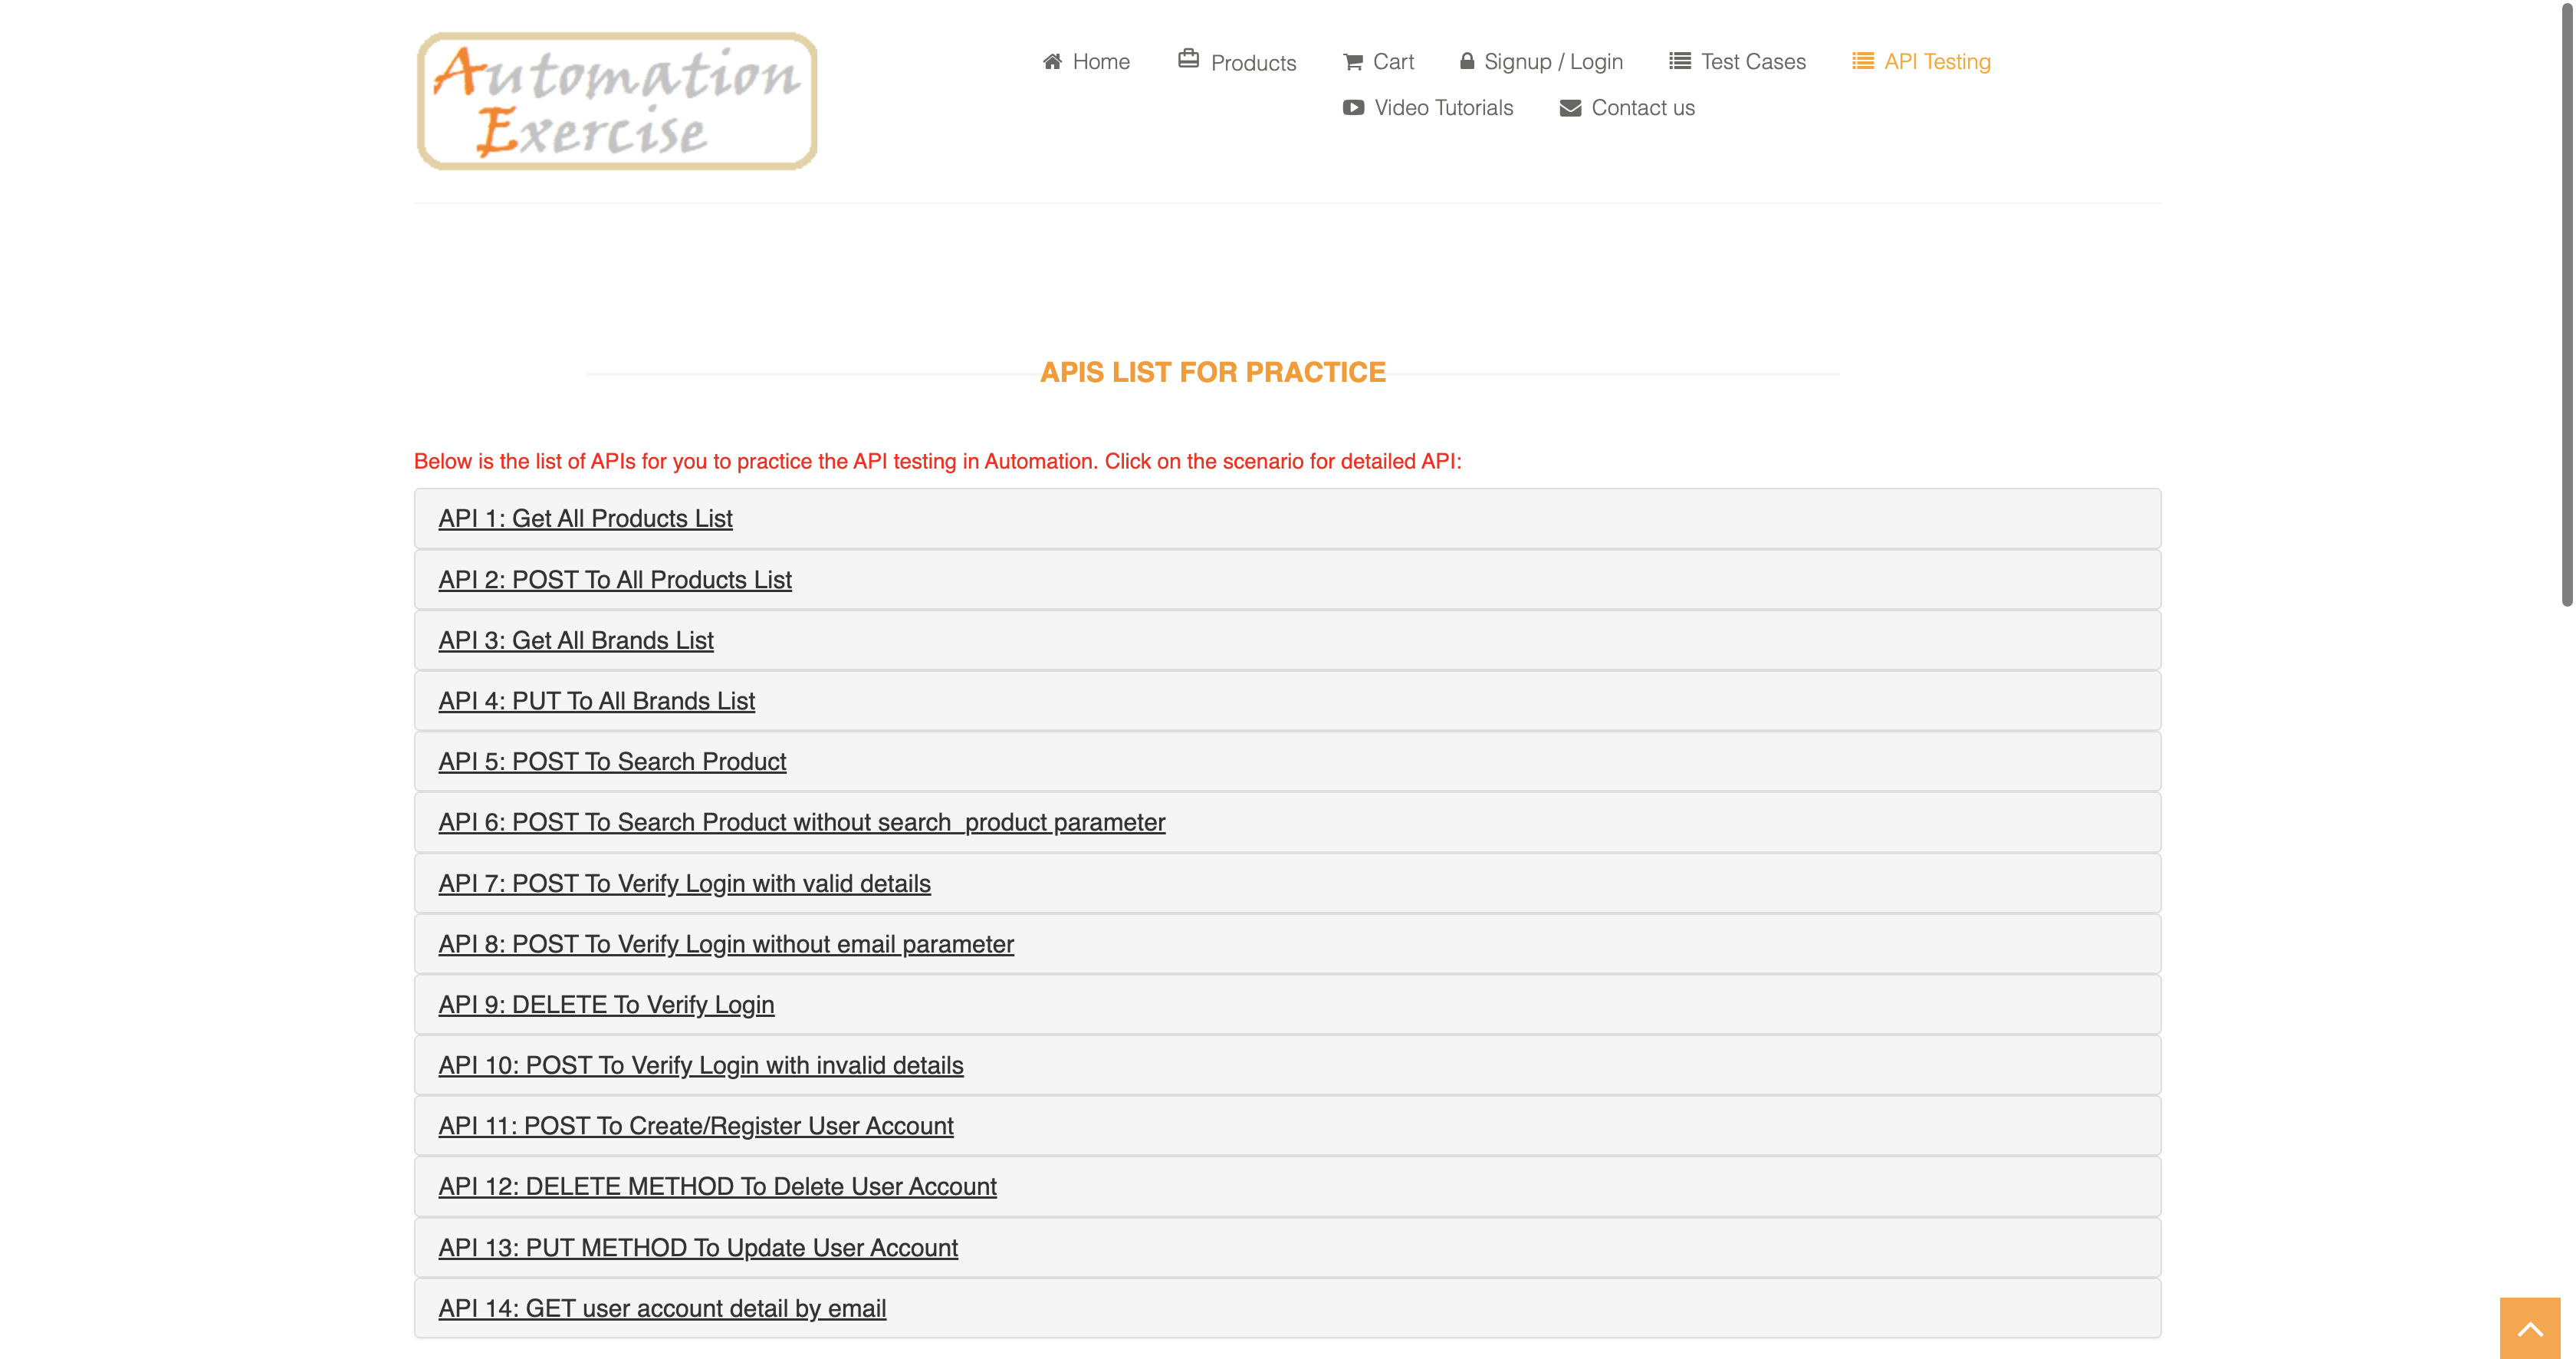 Automation
Exercise
Home Products Cart Signup / Login Test Cases API Testing
Video Tutorials Contact us
APIS LIST FOR PRACTICE
Below is the list of APIs for you to practice the API testing in Automation. Click on the scenario for detailed API:
API 1: Get All Products List
API 2: POST To All Products List
API 3: Get All Brands List
API 4: PUT To All Brands List
API 5: POST To Search Product
API 6: POST To Search Product without search_product parameter
API 7: POST To Verify Login with valid details
API 8: POST To Verify Login without email parameter
API 9: DELETE To Verify Login
API 10: POST To Verify Login with invalid details
API 11: POST To Create/Register User Account
API 12: DELETE METHOD To Delete User Account
API 13: PUT METHOD To Update User Account
API 14: GET user account detail by email